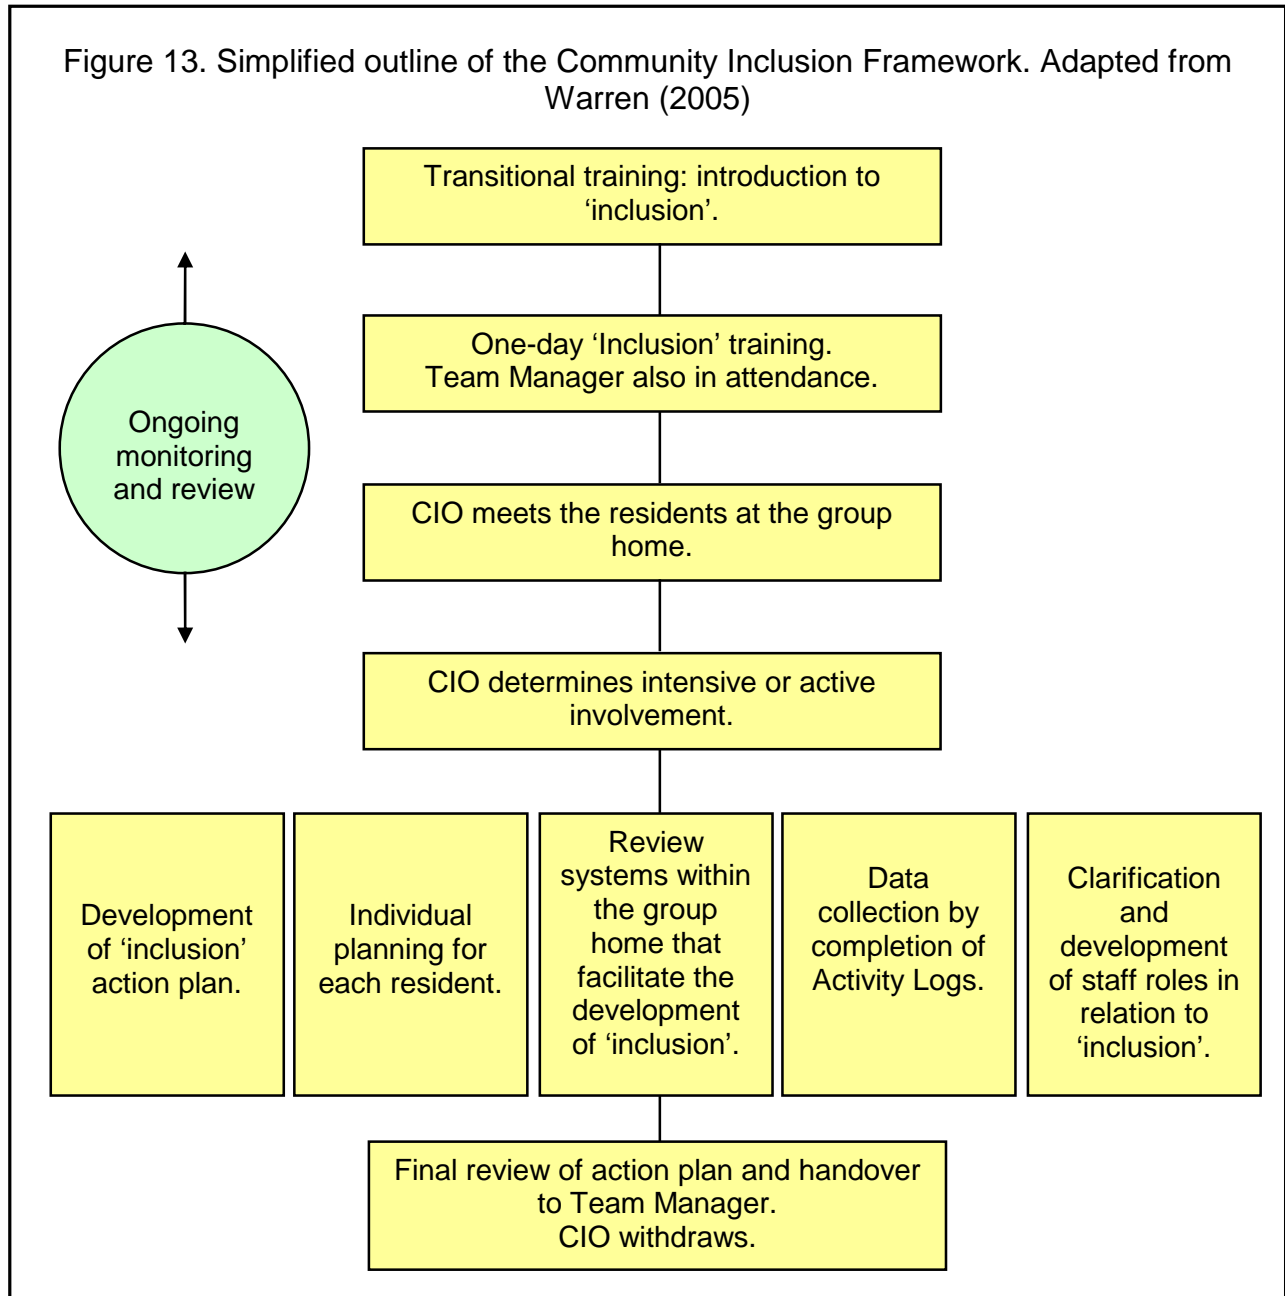 Figure 13. Simplified outline of the Community Inclusion Framework. Adapted from
Warren (2005)
Transitional training: introduction to
‘inclusion’.
One-day ‘Inclusion’ training.
Team Manager also in attendance.
Ongoing
monitoring
and review
CIO meets the residents at the group
home.
CIO determines intensive or active
involvement.
Development
of ‘inclusion’
action plan.
Individual
planning for
each resident.
Review
systems within
the group
home that
facilitate the
development
of ‘inclusion’.
Data
collection by
completion of
Activity Logs.
Clarification
and
development
of staff roles in
relation to
‘inclusion’.
Final review of action plan and handover
to Team Manager.
CIO withdraws.